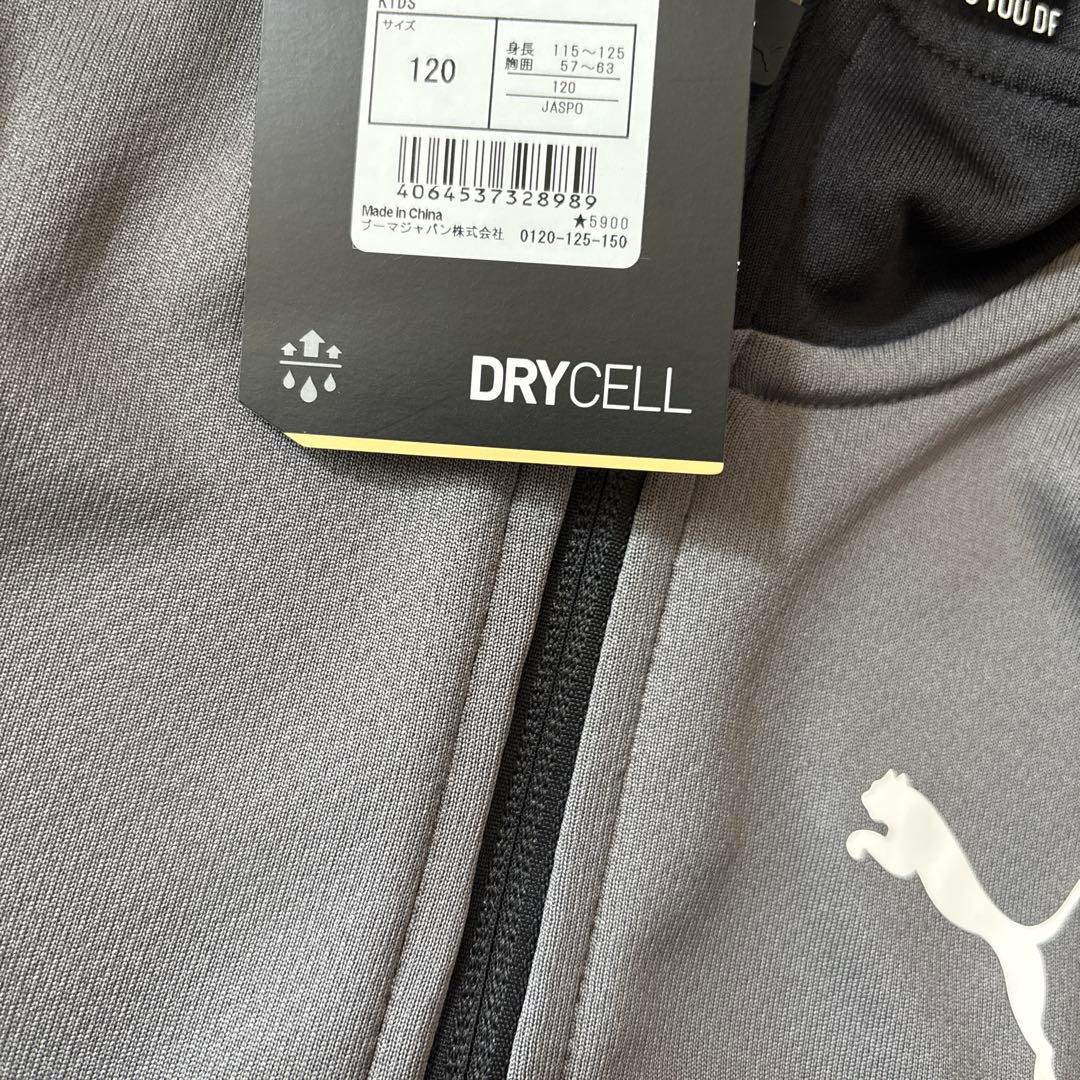 KIDS
サイズ
120
身長 115～125
胸囲 57～63
120
JASPO
4064537328989
Made in China
★5900
プーマジャパン株式会社 0120-125-150
DRYCELL
YOU